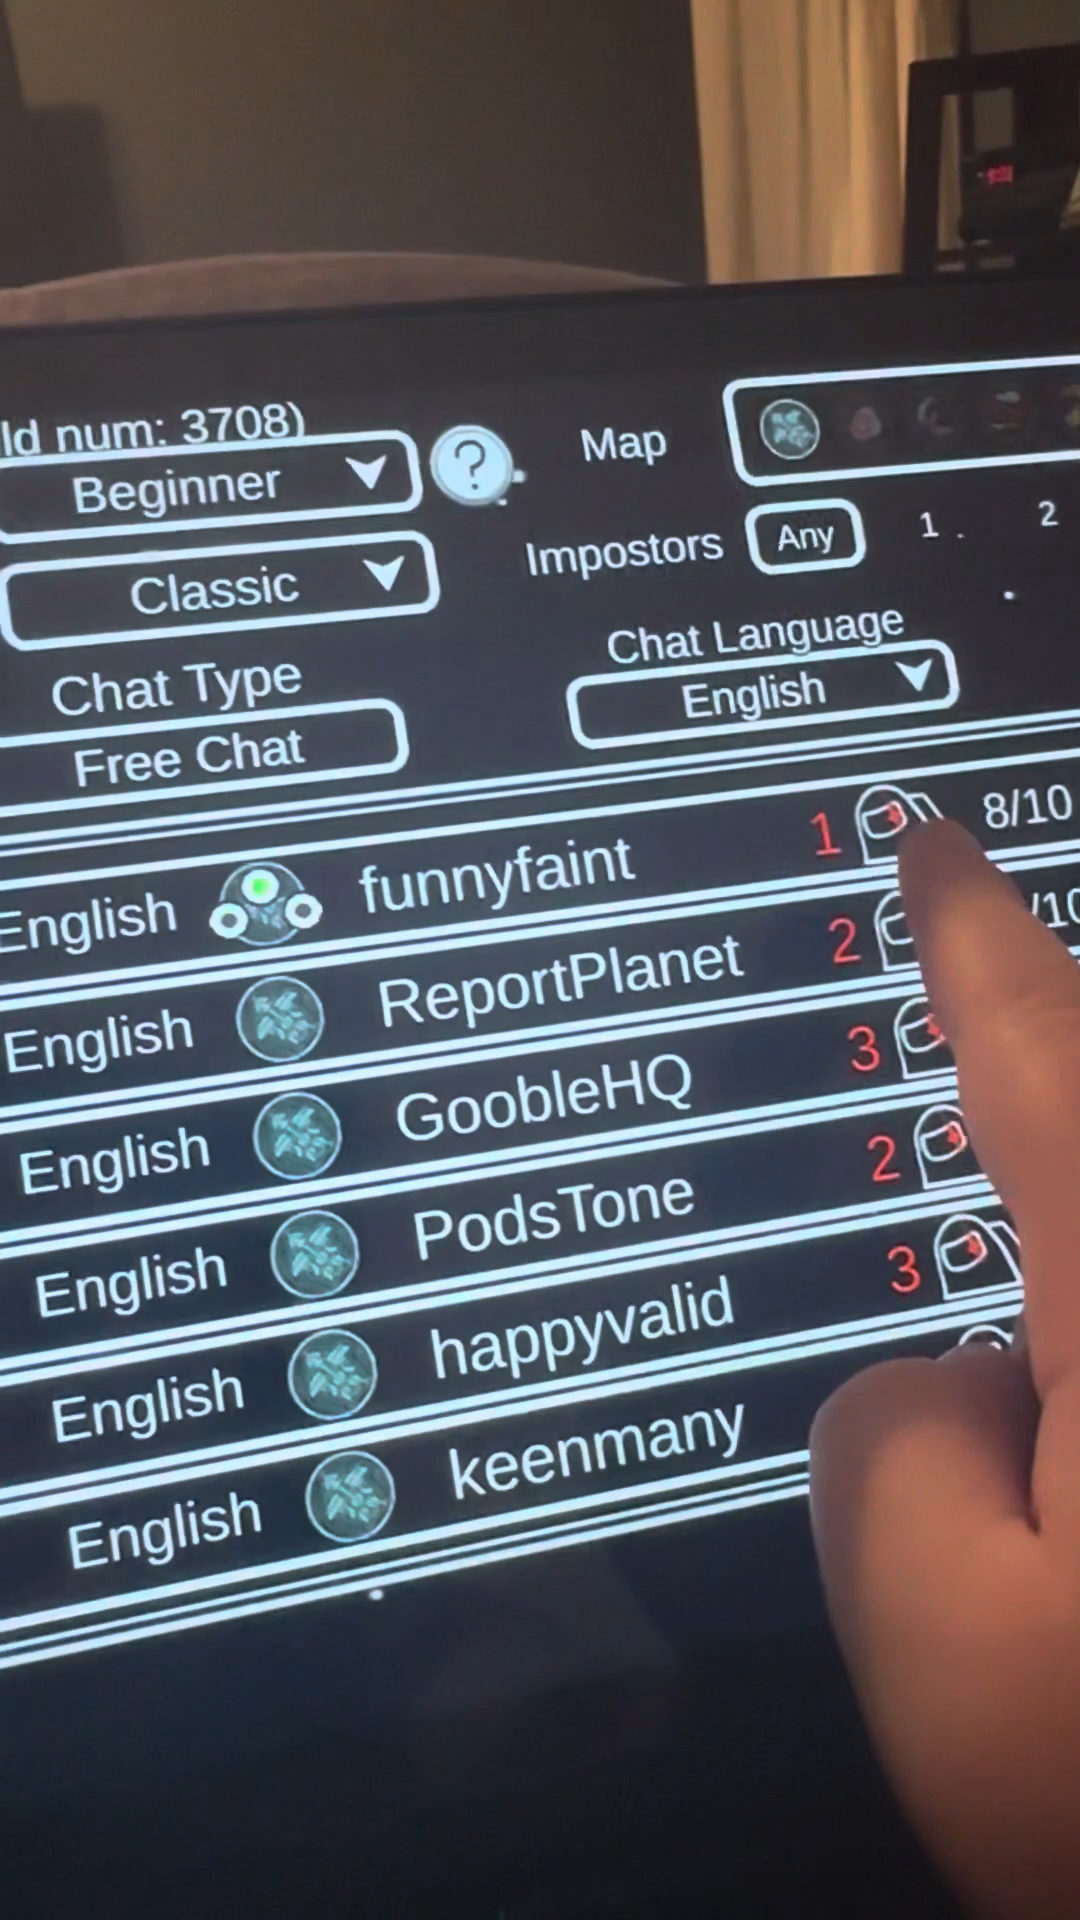 ld num: 3708)
Beginner
?
Map
Classic
Impostors Any 1 2
Chat Type
Chat Language
Free Chat
English
English funnyfaint 1 8/10
English ReportPlanet 2 /10
English GoobleHQ 3
English PodsTone 2
English happyvalid 3
English keenmany